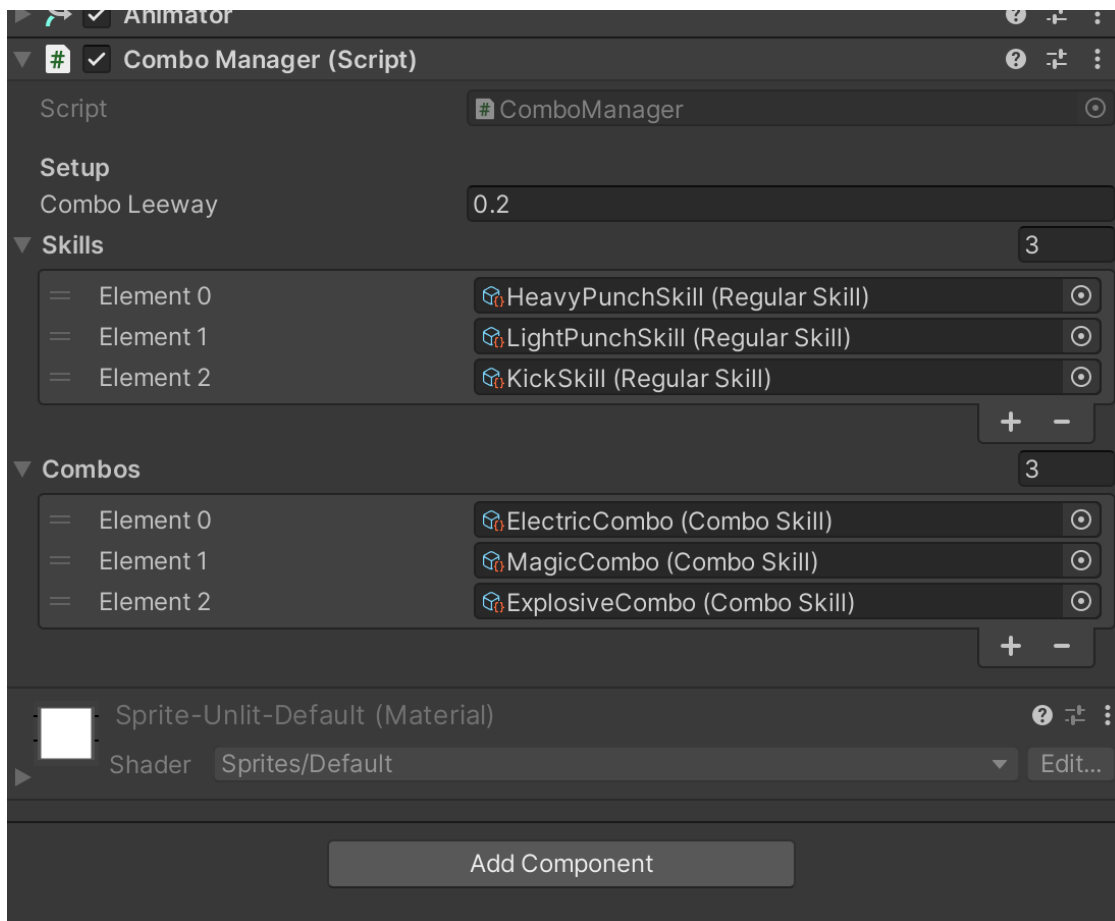 Animator
Combo Manager (Script)
Script ComboManager
Setup
Combo Leeway 0.2
Skills 3
Element 0 HeavyPunchSkill (Regular Skill)
Element 1 LightPunchSkill (Regular Skill)
Element 2 KickSkill (Regular Skill)
+ −
Combos 3
Element 0 ElectricCombo (Combo Skill)
Element 1 MagicCombo (Combo Skill)
Element 2 ExplosiveCombo (Combo Skill)
+ −
Sprite-Unlit-Default (Material)
Shader Sprites/Default Edit...
Add Component